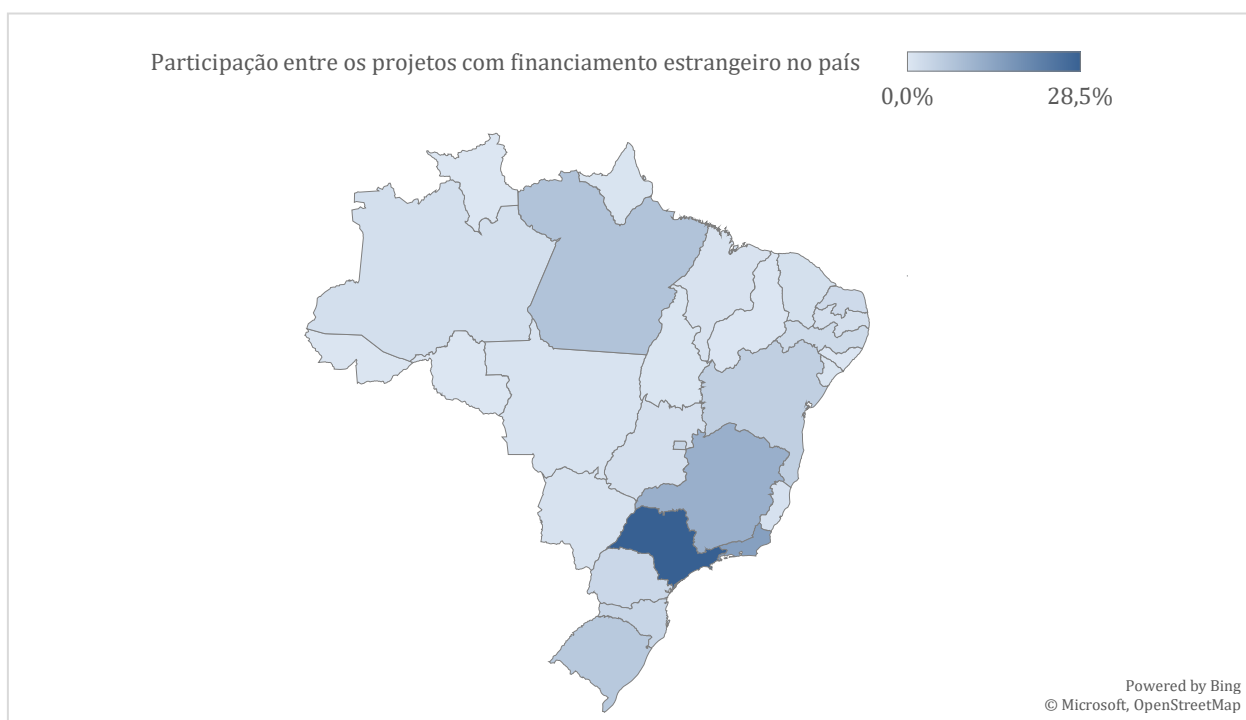 Participação entre os projetos com financiamento estrangeiro no país
0,0% 28,5%
Powered by Bing
© Microsoft, OpenStreetMap